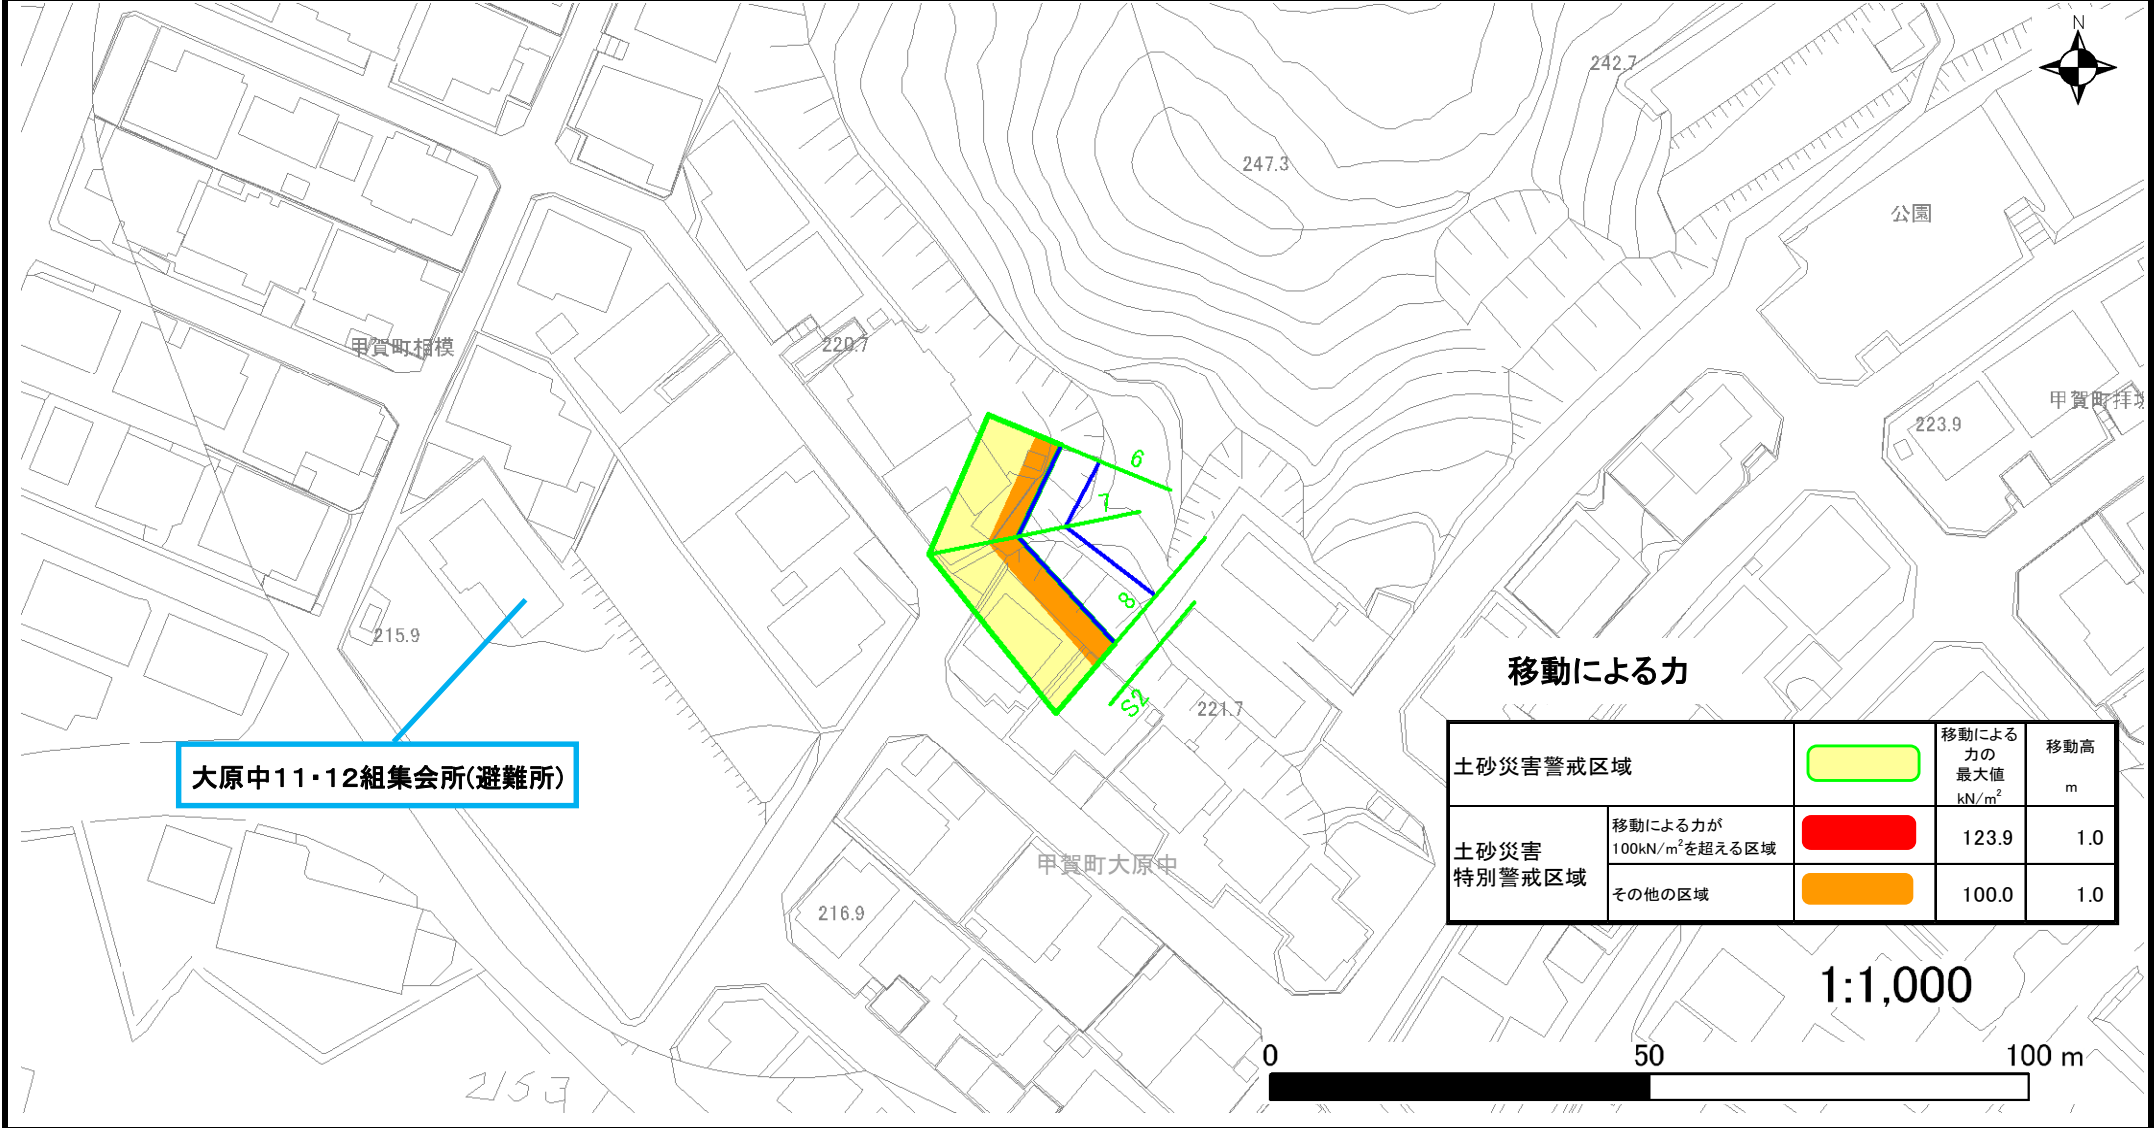 N
242.7
247.3
公園
甲賀町相模
220.7
甲賀町拝坂
223.9
6
7
8
S2
215.9
221.7
大原中11・12組集会所(避難所)
移動による力
土砂災害警戒区域
移動による
力の
最大値
kN/m²
移動高
m
土砂災害
特別警戒区域
移動による力が
100kN/m²を超える区域
123.9
1.0
その他の区域
100.0
1.0
甲賀町大原中
216.9
1:1,000
0
50
100 m